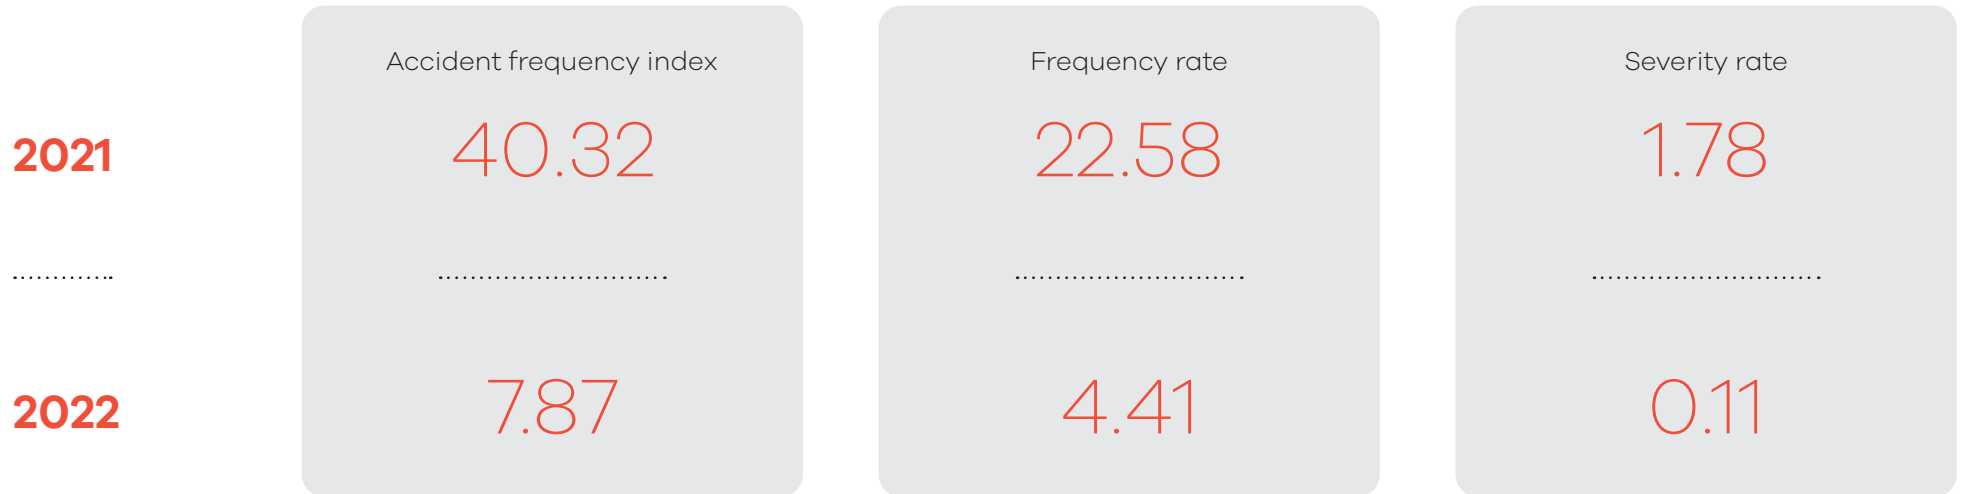 Accident frequency index Frequency rate Severity rate
2021 40.32 22.58 1.78
2022 7.87 4.41 0.11